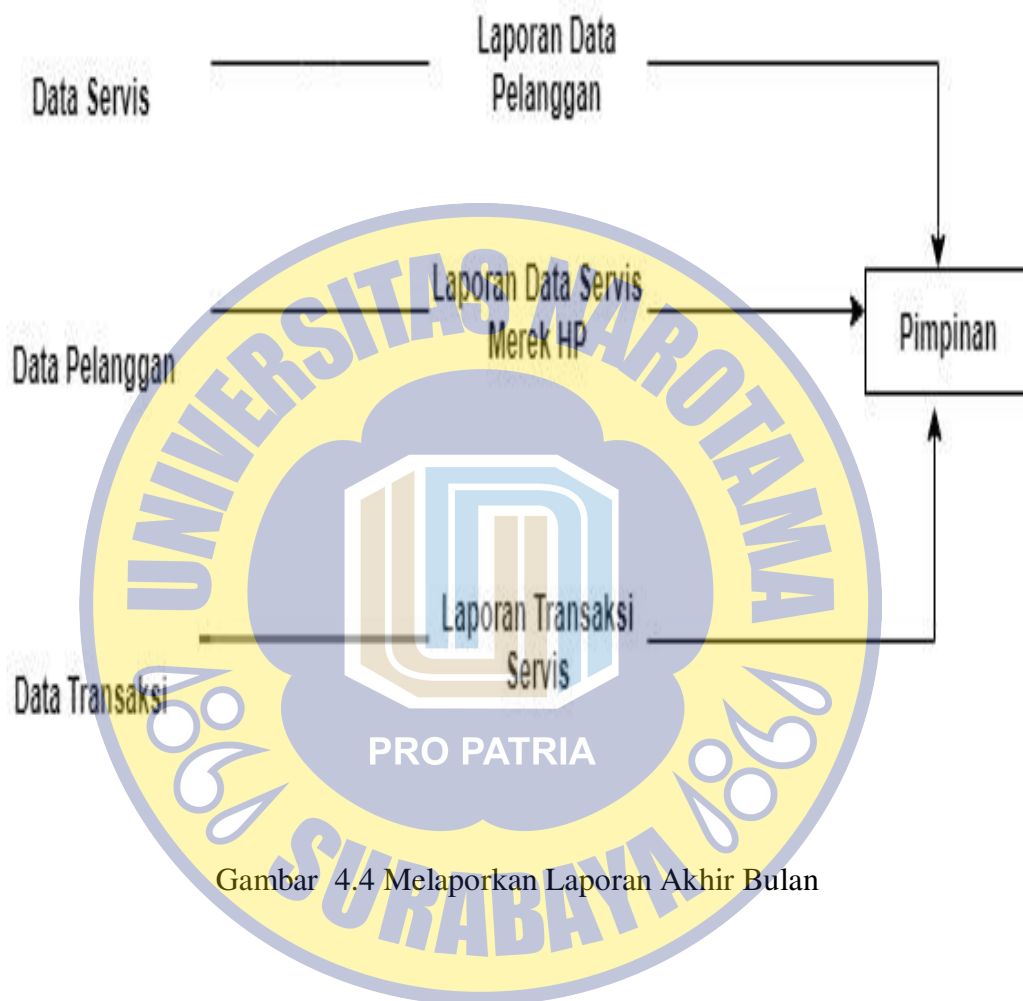 Laporan Data
Pelanggan
Data Servis
Laporan Data Servis
Merek HP
Pimpinan
Data Pelanggan
Laporan Transaksi
Servis
Data Transaksi
UNIVERSITAS NAROTAMA
PRO PATRIA
SURABAYA
Gambar 4.4 Melaporkan Laporan Akhir Bulan